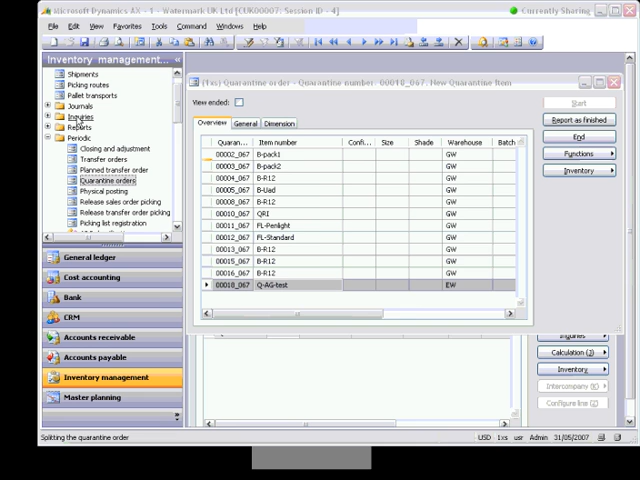 Microsoft Dynamics AX - 1 - Watermark UK Ltd [CUK00007: Session ID - 4]
Currently Sharing
File Edit View Favorites Tools Command Windows Help
Inventory management...
Shipments
Picking routes
Pallet transports
Journals
Inquiries
Reports
Periodic
Closing and adjustment
Transfer orders
Planned transfer order
Quarantine orders
Physical posting
Release sales order picking
Release transfer order picking
Picking list registration
General ledger
Cost accounting
Bank
CRM
Accounts receivable
Accounts payable
Inventory management
Master planning
(1xs) Quarantine order - Quarantine number: 00018_067, New Quarantine Item
View ended:
Overview General Dimension
Quaran... Item number Confi... Size Shade Warehouse Batch
00002_067 B-pack1 GW
00003_067 B-pack2 GW
00004_067 B-R12 GW
00005_067 B-Uad GW
00008_067 B-R12 GW
00010_067 QRI GW
00011_067 FL-Penlight GW
00012_067 FL-Standard GW
00013_067 B-R12 GW
00015_067 B-R12 GW
00016_067 B-R12 GW
00018_067 Q-AG-test EW
Start
Report as finished
End
Functions
Inventory
Inquiries
Calculation (J)
Inventory
Intercompany (K)
Configure line (Z)
Splitting the quarantine order
USD 1xs usr Admin 31/05/2007